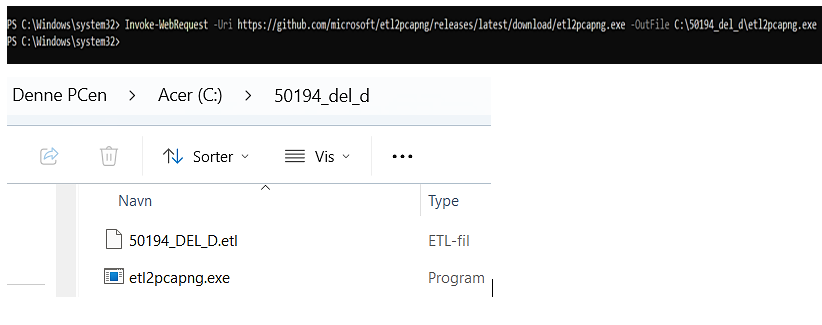 PS C:\Windows\system32> Invoke-WebRequest -Uri https://github.com/microsoft/etl2pcapng/releases/latest/download/etl2pcapng.exe -OutFile C:\50194_del_d\etl2pcapng.exe
PS C:\Windows\system32>
Denne PCen > Acer (C:) > 50194_del_d
Sorter Vis
Navn Type
50194_DEL_D.etl ETL-fil
etl2pcapng.exe Program